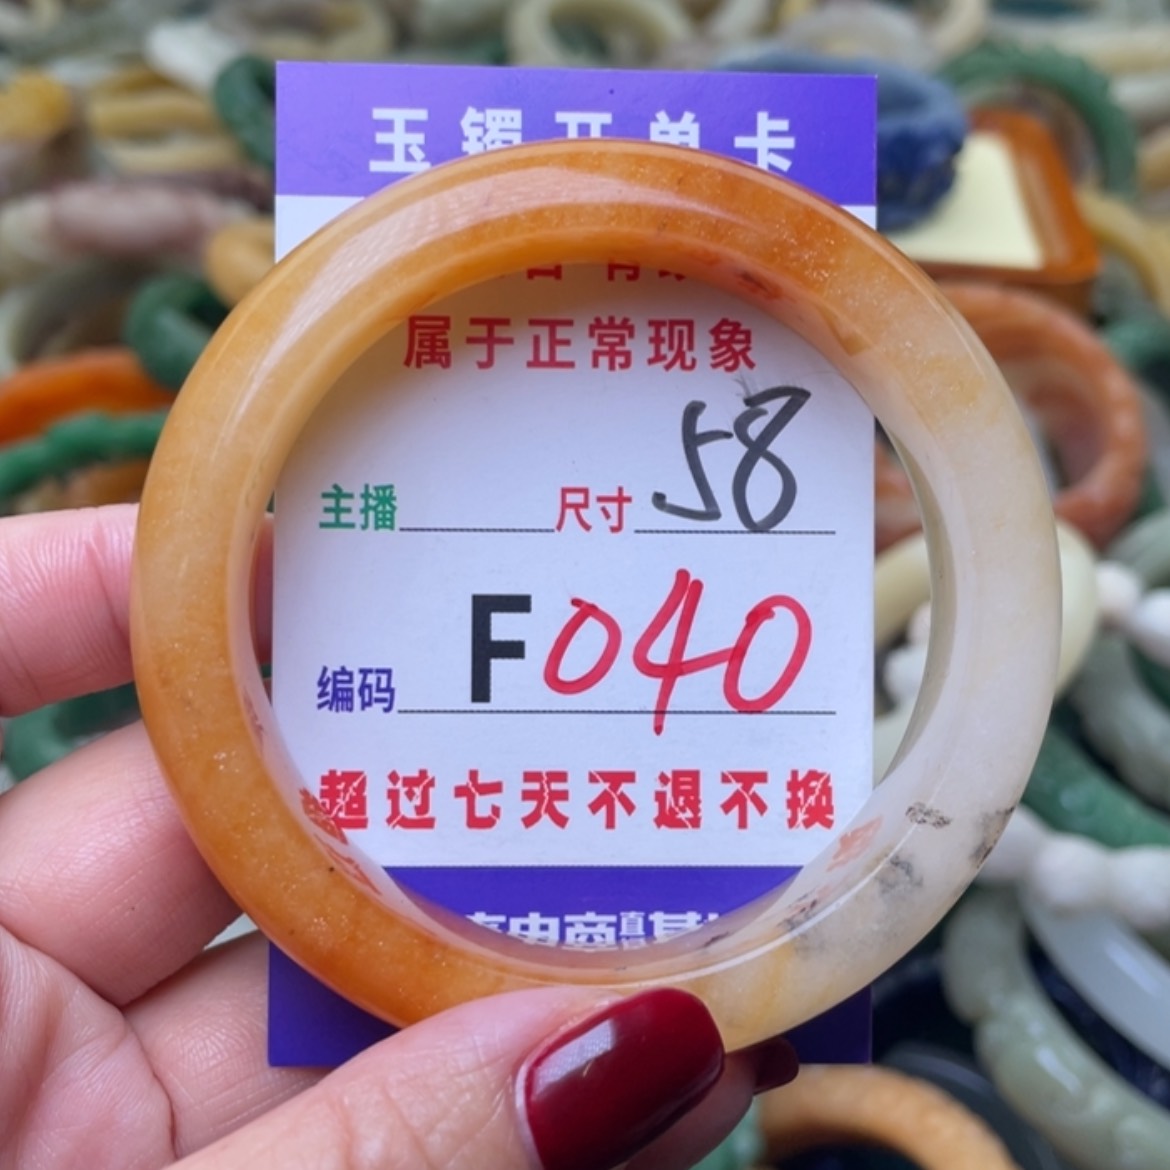 玉镯开单卡
属于正常现象
主播 尺寸 58
编码 F040
超过七天不退不换